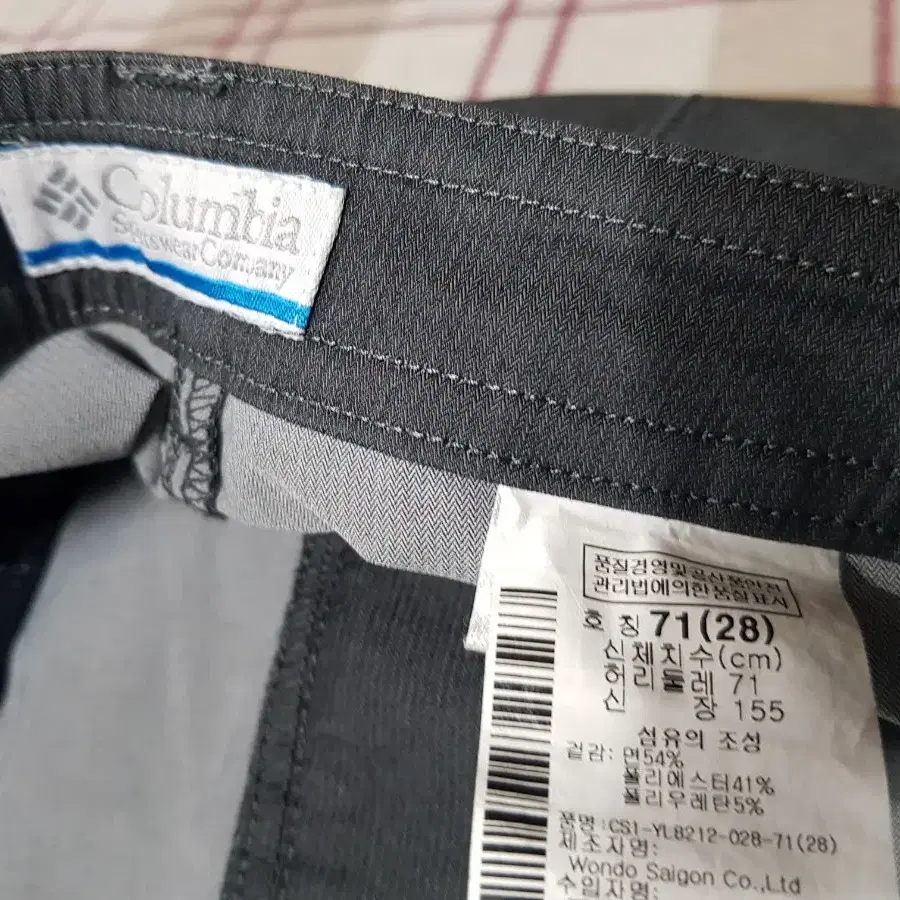 Columbia
Sportswear Company
품질경영및공산품안전
관리법에의한품질표시
호 칭 71(28)
신체치수(cm)
허리둘레 71
신 장 155
섬유의 조성
겉감: 면54%
폴리에스터41%
폴리우레탄5%
품명:CS1-YL8212-028-71(28)
제조자명:
Wondo Saigon Co.,Ltd
수입자명: